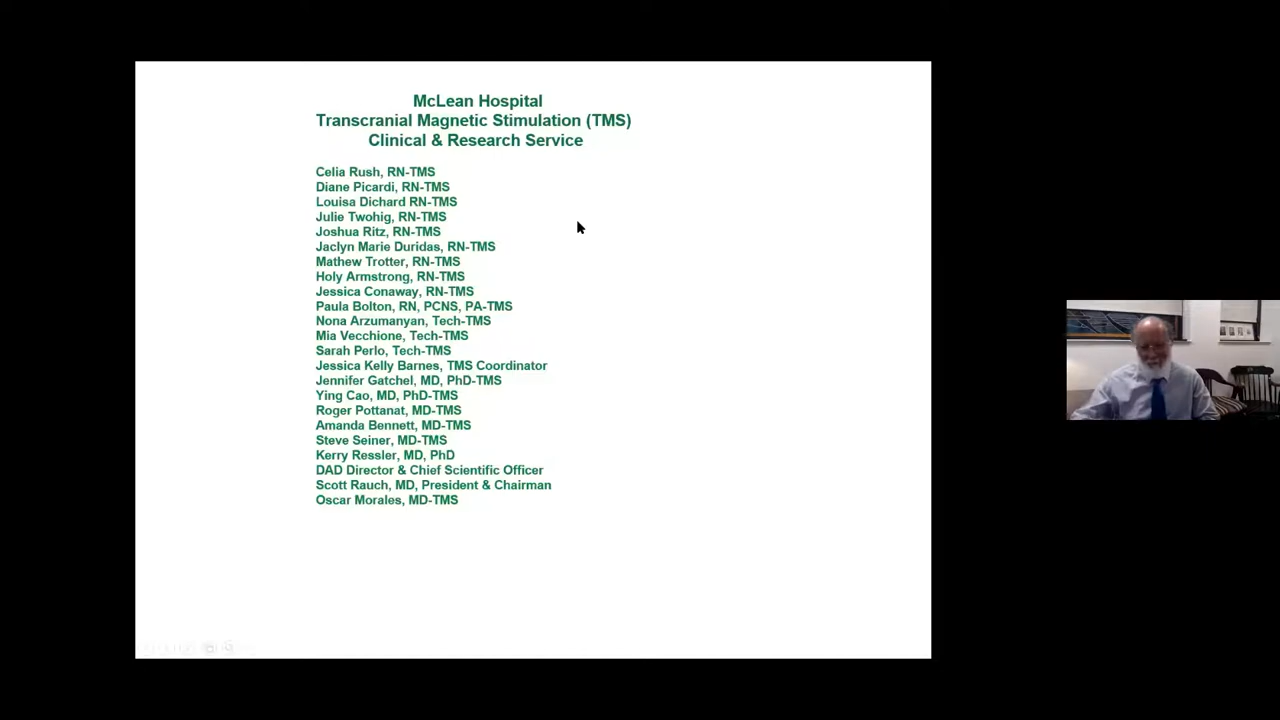 McLean Hospital
Transcranial Magnetic Stimulation (TMS)
Clinical & Research Service
Celia Rush, RN-TMS
Diane Picardi, RN-TMS
Louisa Dichard RN-TMS
Julie Twohig, RN-TMS
Joshua Ritz, RN-TMS
Jaclyn Marie Duridas, RN-TMS
Mathew Trotter, RN-TMS
Holy Armstrong, RN-TMS
Jessica Conaway, RN-TMS
Paula Bolton, RN, PCNS, PA-TMS
Nona Arzumanyan, Tech-TMS
Mia Vecchione, Tech-TMS
Sarah Perlo, Tech-TMS
Jessica Kelly Barnes, TMS Coordinator
Jennifer Gatchel, MD, PhD-TMS
Ying Cao, MD, PhD-TMS
Roger Pottanat, MD-TMS
Amanda Bennett, MD-TMS
Steve Seiner, MD-TMS
Kerry Ressler, MD, PhD
DAD Director & Chief Scientific Officer
Scott Rauch, MD, President & Chairman
Oscar Morales, MD-TMS